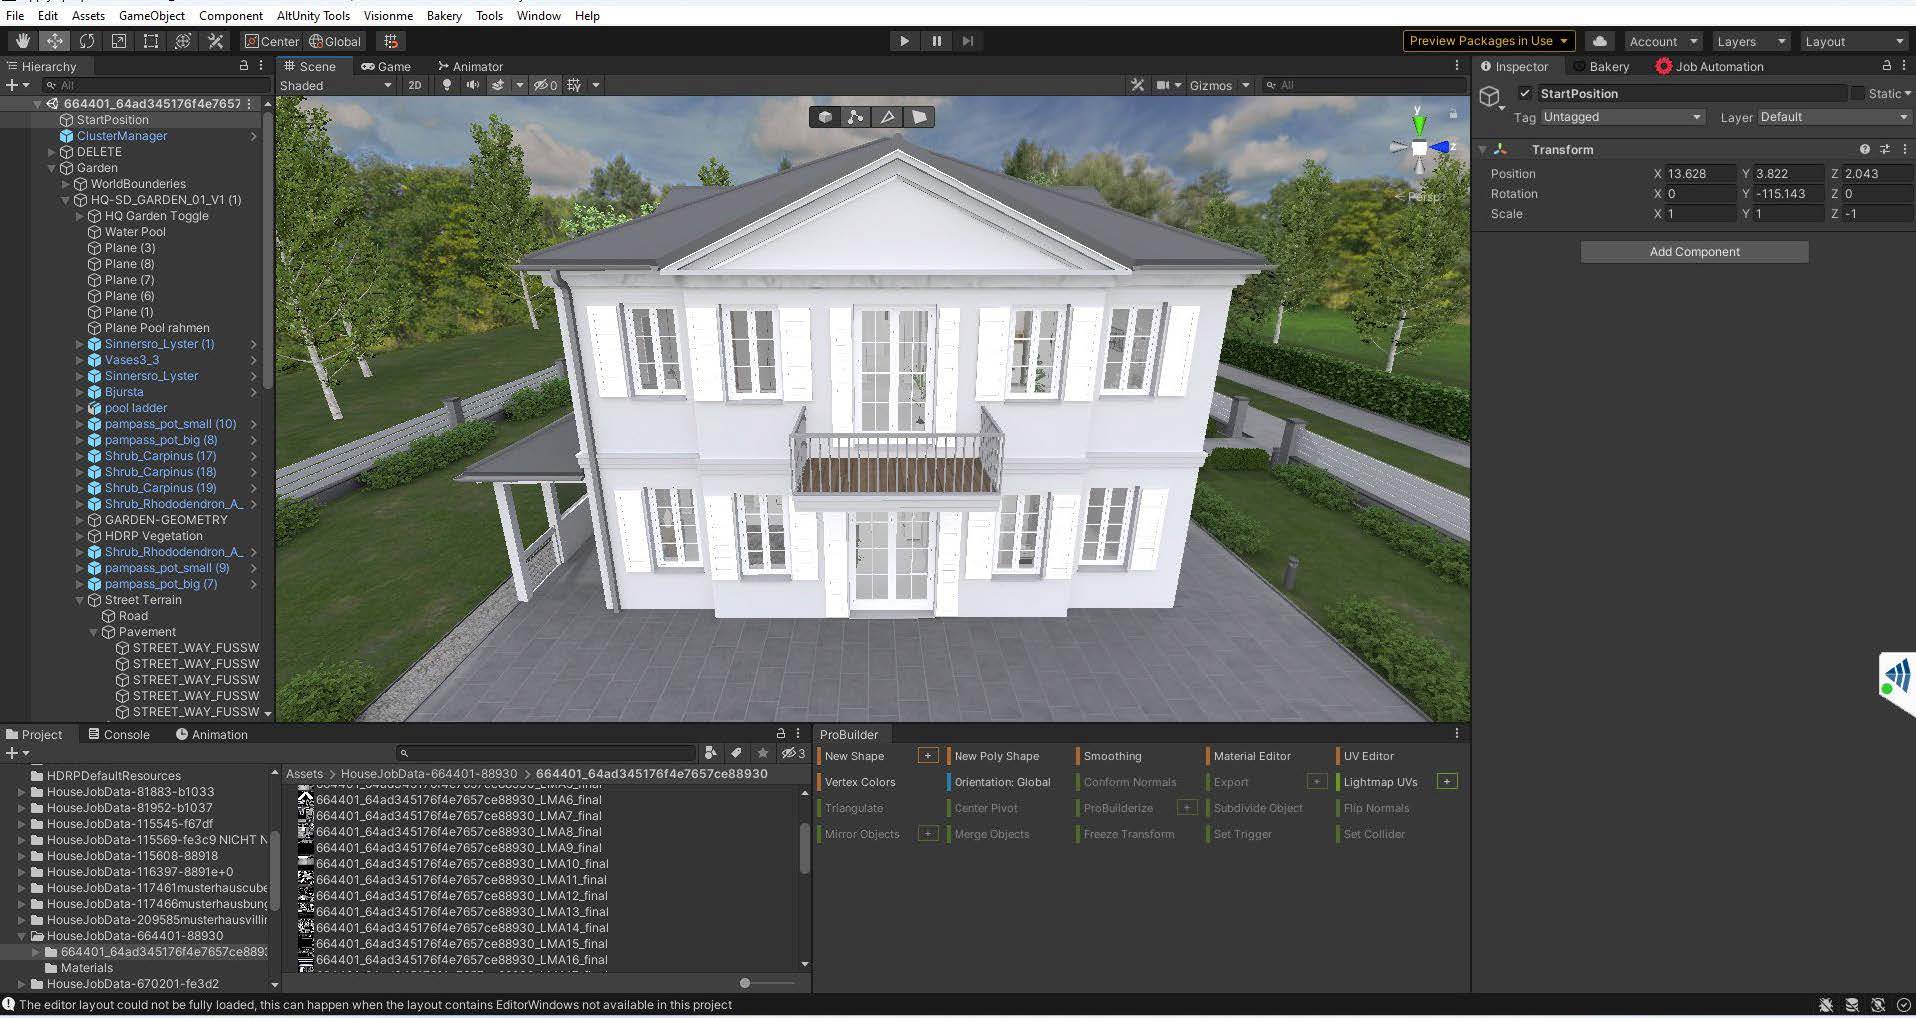 File Edit Assets GameObject Component AltUnity Tools Visionme Bakery Tools Window Help
Center Global
Preview Packages in Use Account Layers Layout
Hierarchy
All
664401_64ad345176f4e7657
StartPosition
ClusterManager
DELETE
Garden
WorldBounderies
HQ-SD_GARDEN_01_V1 (1)
HQ Garden Toggle
Water Pool
Plane (3)
Plane (8)
Plane (7)
Plane (6)
Plane (1)
Plane Pool rahmen
Sinnersro_Lyster (1)
Vases3_3
Sinnersro_Lyster
Bjursta
pool ladder
pampass_pot_small (10)
pampass_pot_big (8)
Shrub_Carpinus (17)
Shrub_Carpinus (18)
Shrub_Carpinus (19)
Shrub_Rhododendron_A_
GARDEN-GEOMETRY
HDRP Vegetation
Shrub_Rhododendron_A_
pampass_pot_small (9)
pampass_pot_big (7)
Street Terrain
Road
Pavement
STREET_WAY_FUSSW
STREET_WAY_FUSSW
STREET_WAY_FUSSW
STREET_WAY_FUSSW
STREET_WAY_FUSSW
Scene Game Animator
Shaded 2D 0 Gizmos All
y
z
Persp
Inspector Bakery Job Automation
StartPosition Static
Tag Untagged Layer Default
Transform
Position X 13.628 Y 3.822 Z 2.043
Rotation X 0 Y -115.143 Z 0
Scale X 1 Y 1 Z -1
Add Component
Project Console Animation
3
HDRPDefaultResources
HouseJobData-81883-b1033
HouseJobData-81952-b1037
HouseJobData-115545-f67df
HouseJobData-115569-fe3c9 NICHT N
HouseJobData-115608-88918
HouseJobData-116397-8891e+0
HouseJobData-117461musterhauscube
HouseJobData-117466musterhausbung
HouseJobData-209585musterhausvillin
HouseJobData-664401-88930
664401_64ad345176f4e7657ce8893
Materials
HouseJobData-670201-fe3d2
Assets > HouseJobData-664401-88930 > 664401_64ad345176f4e7657ce88930
664401_64ad345176f4e7657ce88930_LMA6_final
664401_64ad345176f4e7657ce88930_LMA7_final
664401_64ad345176f4e7657ce88930_LMA8_final
664401_64ad345176f4e7657ce88930_LMA9_final
664401_64ad345176f4e7657ce88930_LMA10_final
664401_64ad345176f4e7657ce88930_LMA11_final
664401_64ad345176f4e7657ce88930_LMA12_final
664401_64ad345176f4e7657ce88930_LMA13_final
664401_64ad345176f4e7657ce88930_LMA14_final
664401_64ad345176f4e7657ce88930_LMA15_final
664401_64ad345176f4e7657ce88930_LMA16_final
ProBuilder
New Shape + New Poly Shape Smoothing Material Editor UV Editor
Vertex Colors Orientation: Global Conform Normals Export + Lightmap UVs +
Triangulate Center Pivot ProBuilderize + Subdivide Object Flip Normals
Mirror Objects + Merge Objects Freeze Transform Set Trigger Set Collider
The editor layout could not be fully loaded, this can happen when the layout contains EditorWindows not available in this project